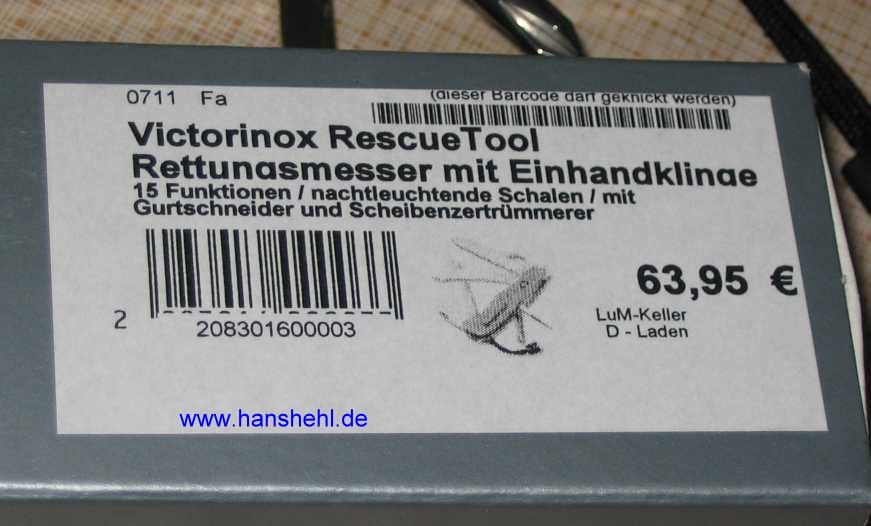 0711 Fa
(dieser Barcode darf geknickt werden)
Victorinox RescueTool
Rettungsmesser mit Einhandklinge
15 Funktionen / nachtleuchtende Schalen / mit
Gurtschneider und Scheibenzertrümmerer
63,95 €
LuM-Keller
D - Laden
2
208301600003
www.hanshehl.de